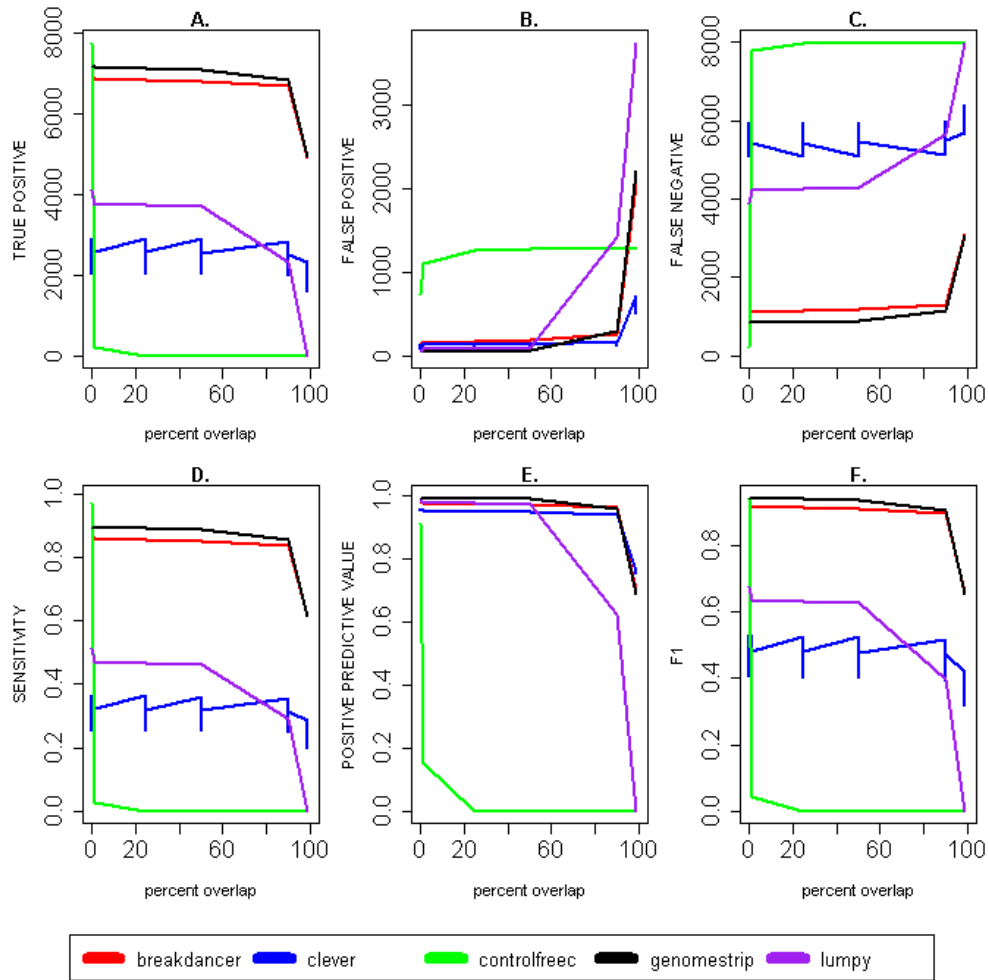 A.
TRUE POSITIVE
0 2000 4000 6000 8000
0 20 60 100
percent overlap
B.
FALSE POSITIVE
0 1000 2000 3000
0 20 60 100
percent overlap
C.
FALSE NEGATIVE
0 2000 4000 6000 8000
0 20 60 100
percent overlap
D.
SENSITIVITY
0.0 0.2 0.4 0.6 0.8 1.0
0 20 60 100
percent overlap
E.
POSITIVE PREDICTIVE VALUE
0.0 0.2 0.4 0.6 0.8 1.0
0 20 60 100
percent overlap
F.
F1
0.0 0.2 0.4 0.6 0.8
0 20 60 100
percent overlap
breakdancer clever controlfreec genomestrip lumpy